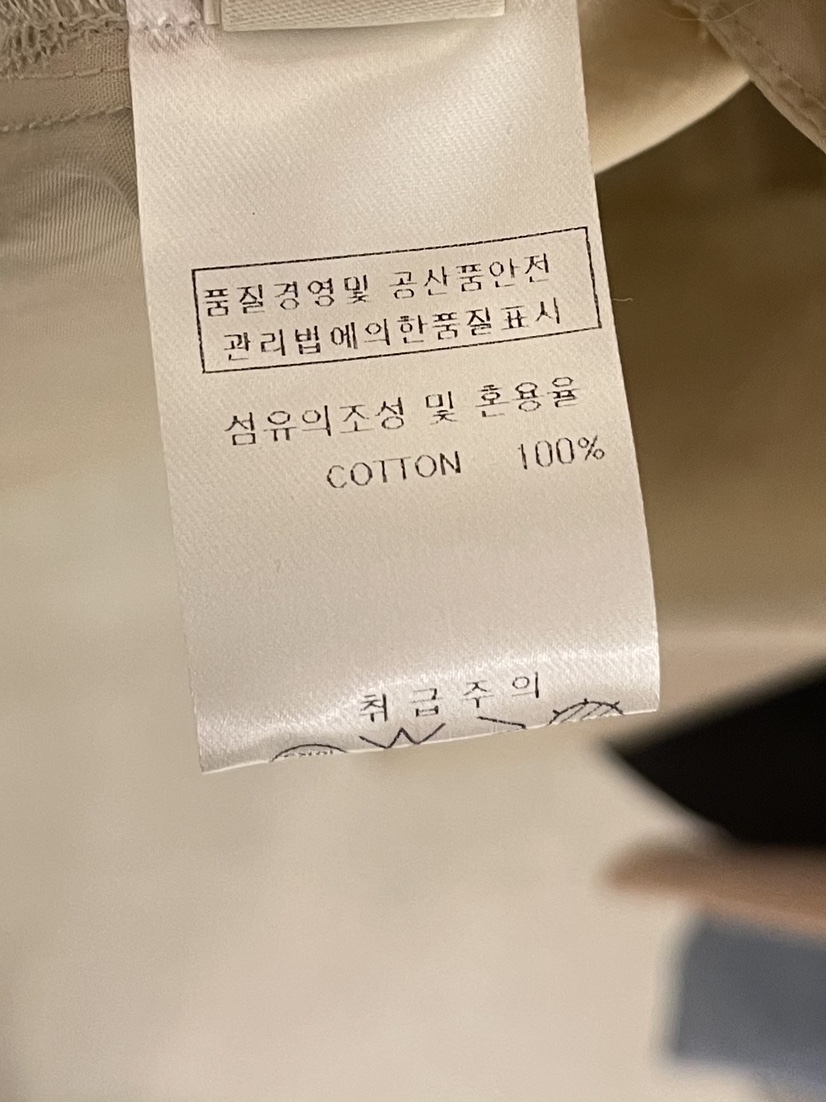 품질경영및 공산품안전
관리법에의한품질표시
섬유의조성 및 혼용율
COTTON 100%
취급주의